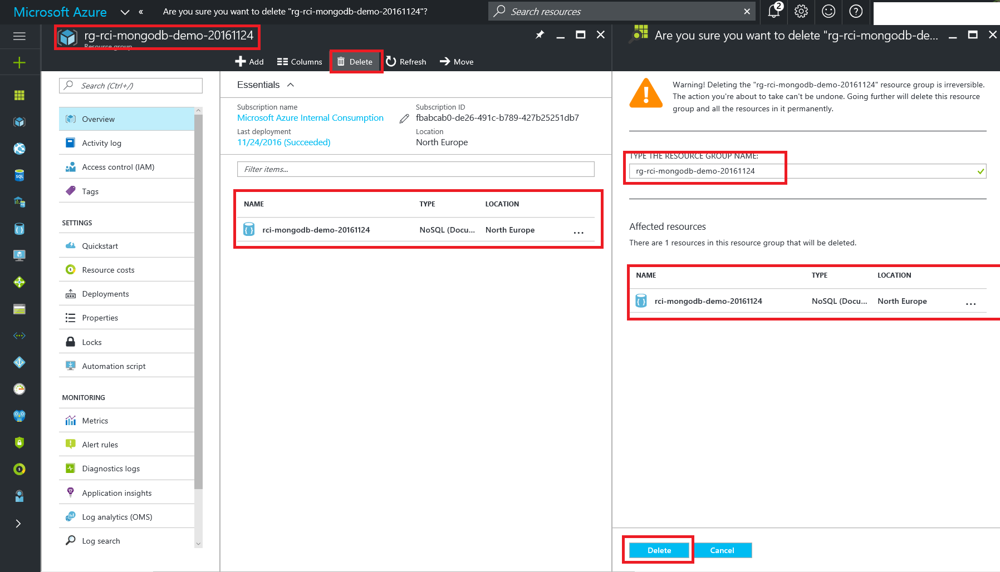 Microsoft Azure
«
Are you sure you want to delete "rg-rci-mongodb-demo-20161124"?
Search resources
2
rg-rci-mongodb-demo-20161124
Resource group
Add
Columns
Delete
Refresh
Move
Search (Ctrl+/)
Overview
Activity log
Access control (IAM)
Tags
SETTINGS
Quickstart
Resource costs
Deployments
Properties
Locks
Automation script
MONITORING
Metrics
Alert rules
Diagnostics logs
Application insights
Log analytics (OMS)
Log search
Essentials
Subscription name
Microsoft Azure Internal Consumption
Subscription ID
fbabcab0-de26-491c-b789-427b25251db7
Last deployment
11/24/2016 (Succeeded)
Location
North Europe
Filter items...
NAME TYPE LOCATION
rci-mongodb-demo-20161124 NoSQL (Docu... North Europe ...
Are you sure you want to delete "rg-rci-mongodb-de...
Warning! Deleting the "rg-rci-mongodb-demo-20161124" resource group is irreversible.
The action you're about to take can't be undone. Going further will delete this resource
group and all the resources in it permanently.
TYPE THE RESOURCE GROUP NAME:
rg-rci-mongodb-demo-20161124
Affected resources
There are 1 resources in this resource group that will be deleted.
NAME TYPE LOCATION
rci-mongodb-demo-20161124 NoSQL (Docu... North Europe ...
Delete
Cancel